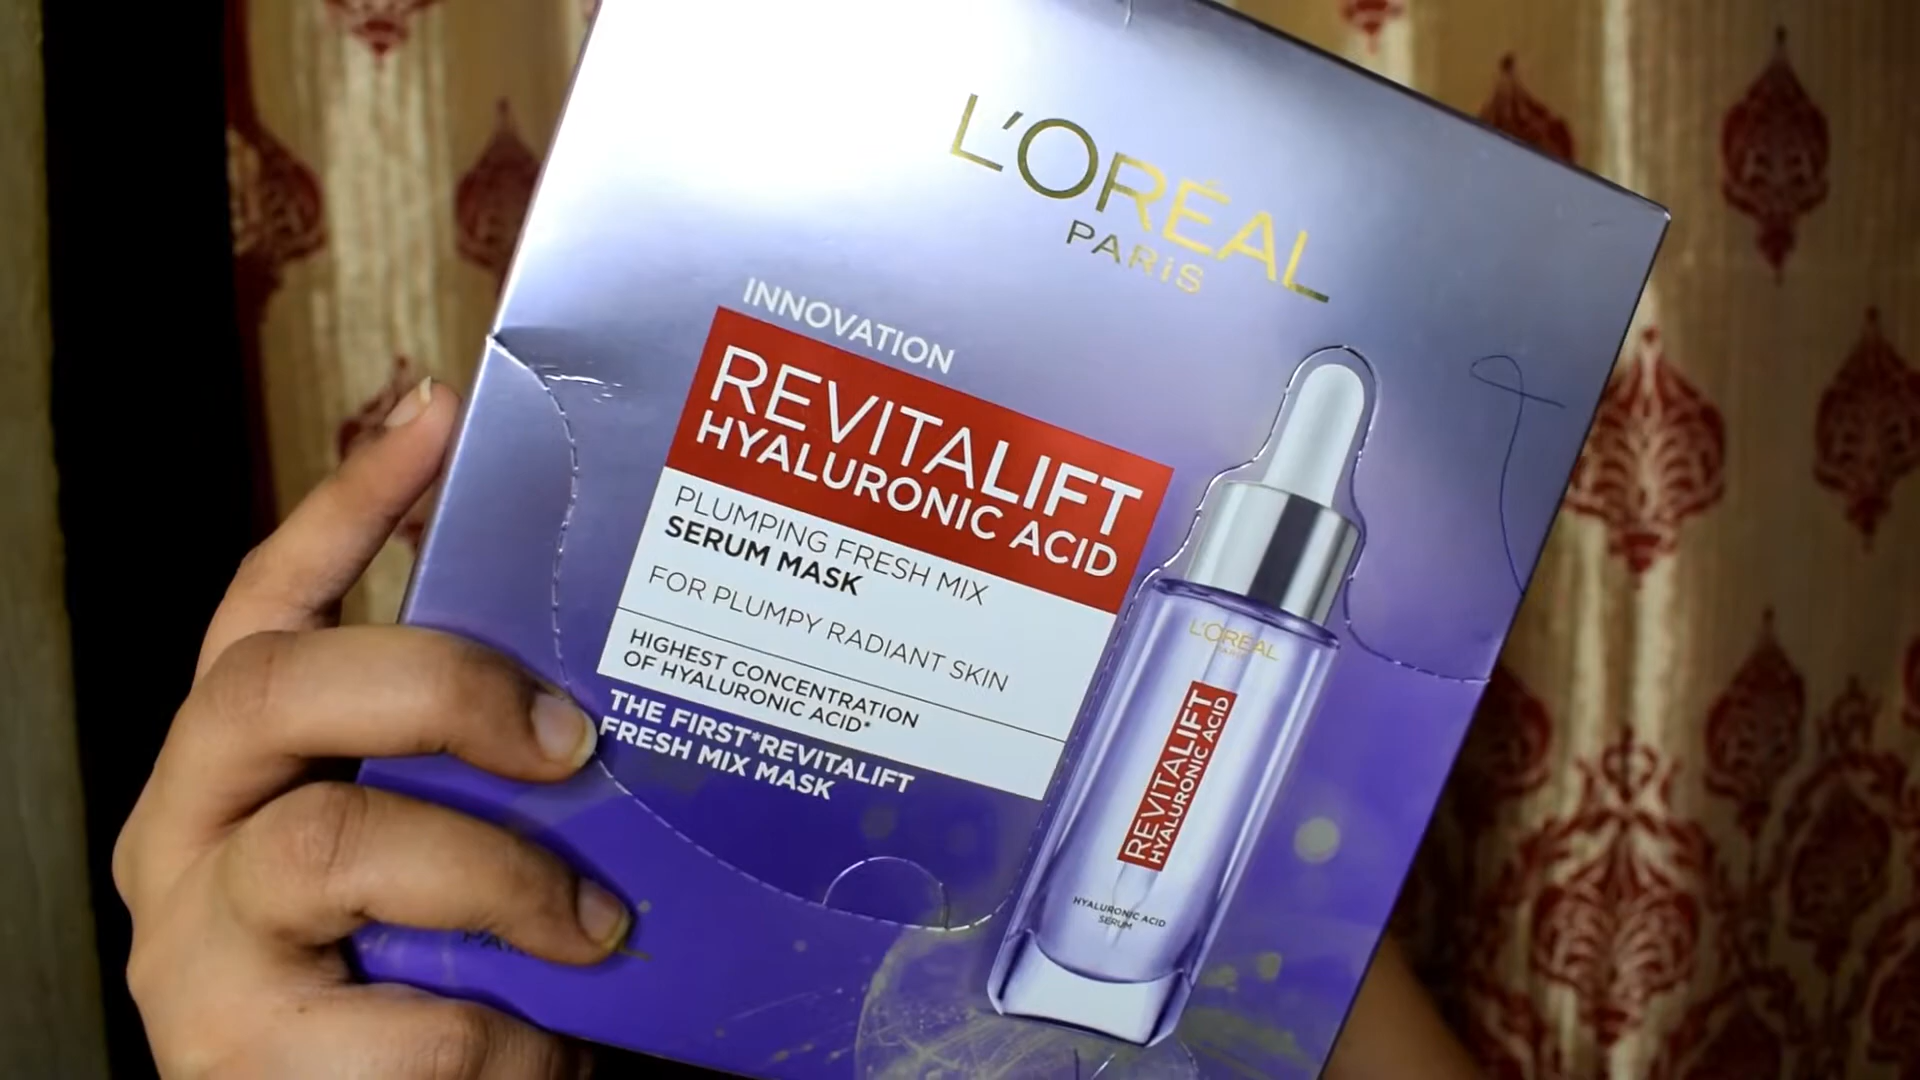 L'ORÉAL
PARiS
INNOVATION
REVITALIFT
HYALURONIC ACID
PLUMPING FRESH MIX
SERUM MASK
FOR PLUMPY RADIANT SKIN
HIGHEST CONCENTRATION
OF HYALURONIC ACID*
THE FIRST*REVITALIFT
FRESH MIX MASK
L'ORÉAL
PARiS
REVITALIFT
HYALURONIC ACID
HYALURONIC ACID
SERUM